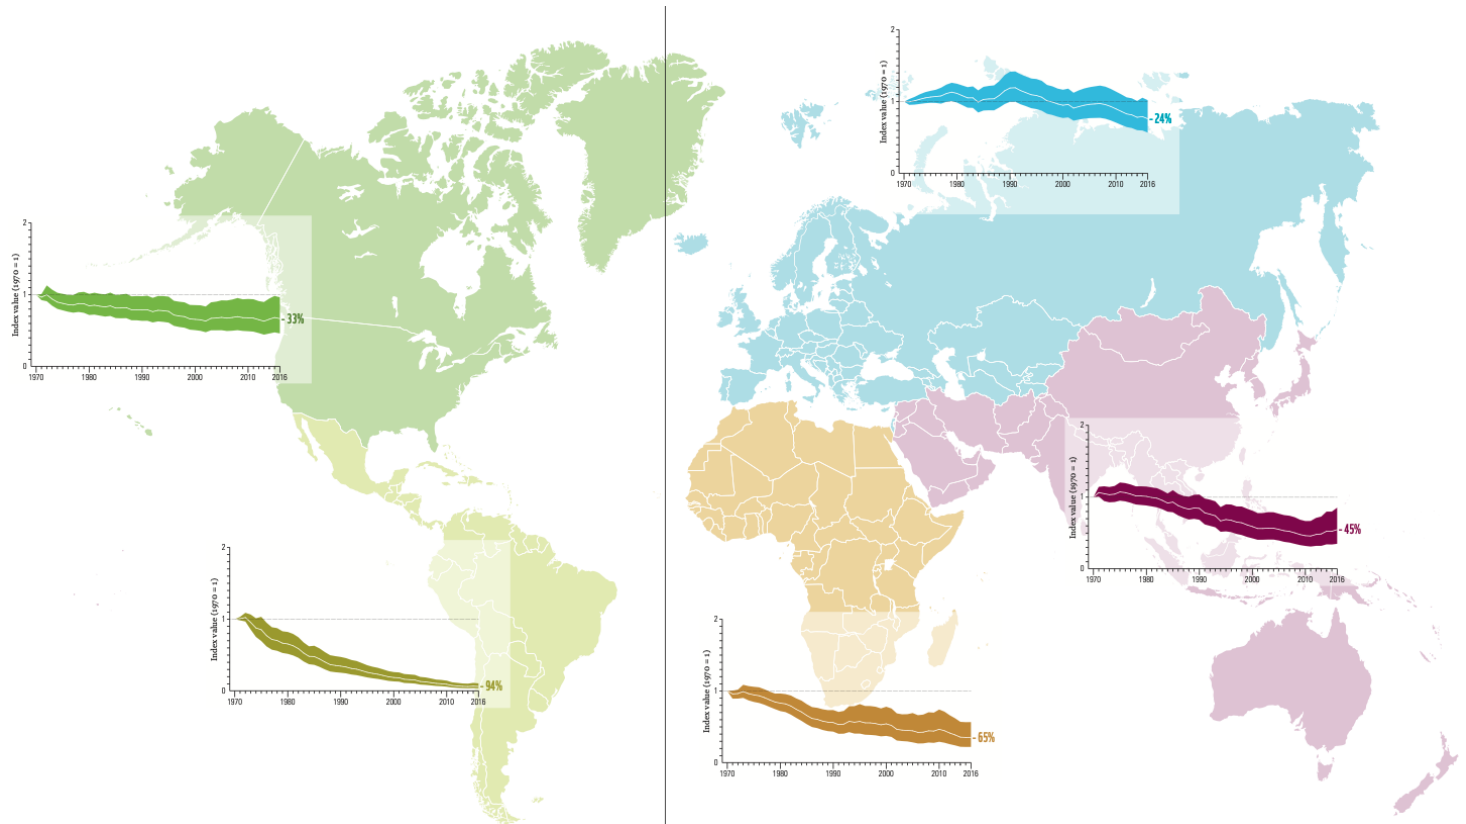 2
Index value (1970 = 1)
1
0
1970 1980 1990 2000 2010 2016
- 24%
2
Index value (1970 = 1)
1
0
1970 1980 1990 2000 2010 2016
- 33%
2
Index value (1970 = 1)
1
0
1970 1980 1990 2000 2010 2016
- 45%
2
Index value (1970 = 1)
1
0
1970 1980 1990 2000 2010 2016
- 94%
2
Index value (1970 = 1)
1
0
1970 1980 1990 2000 2010 2016
- 65%